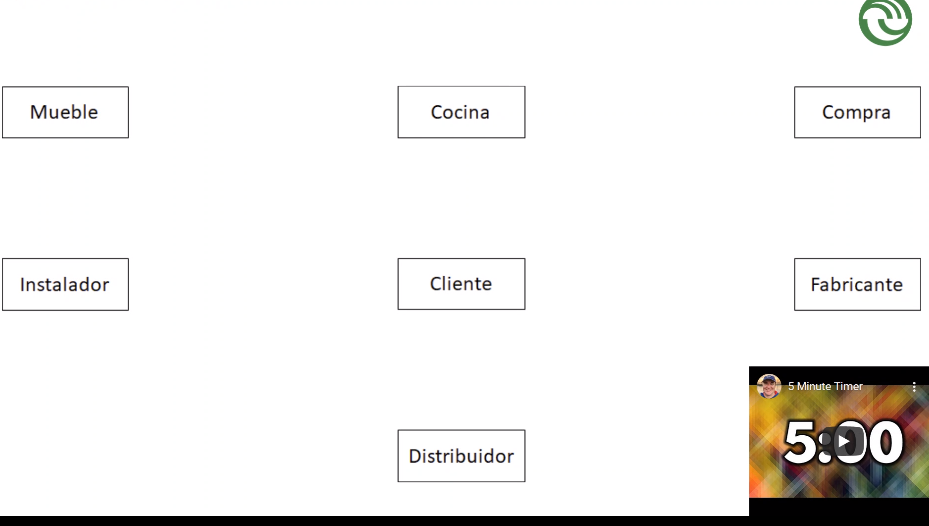 Mueble
Cocina
Compra
Instalador
Cliente
Fabricante
5 Minute Timer
5:00
Distribuidor